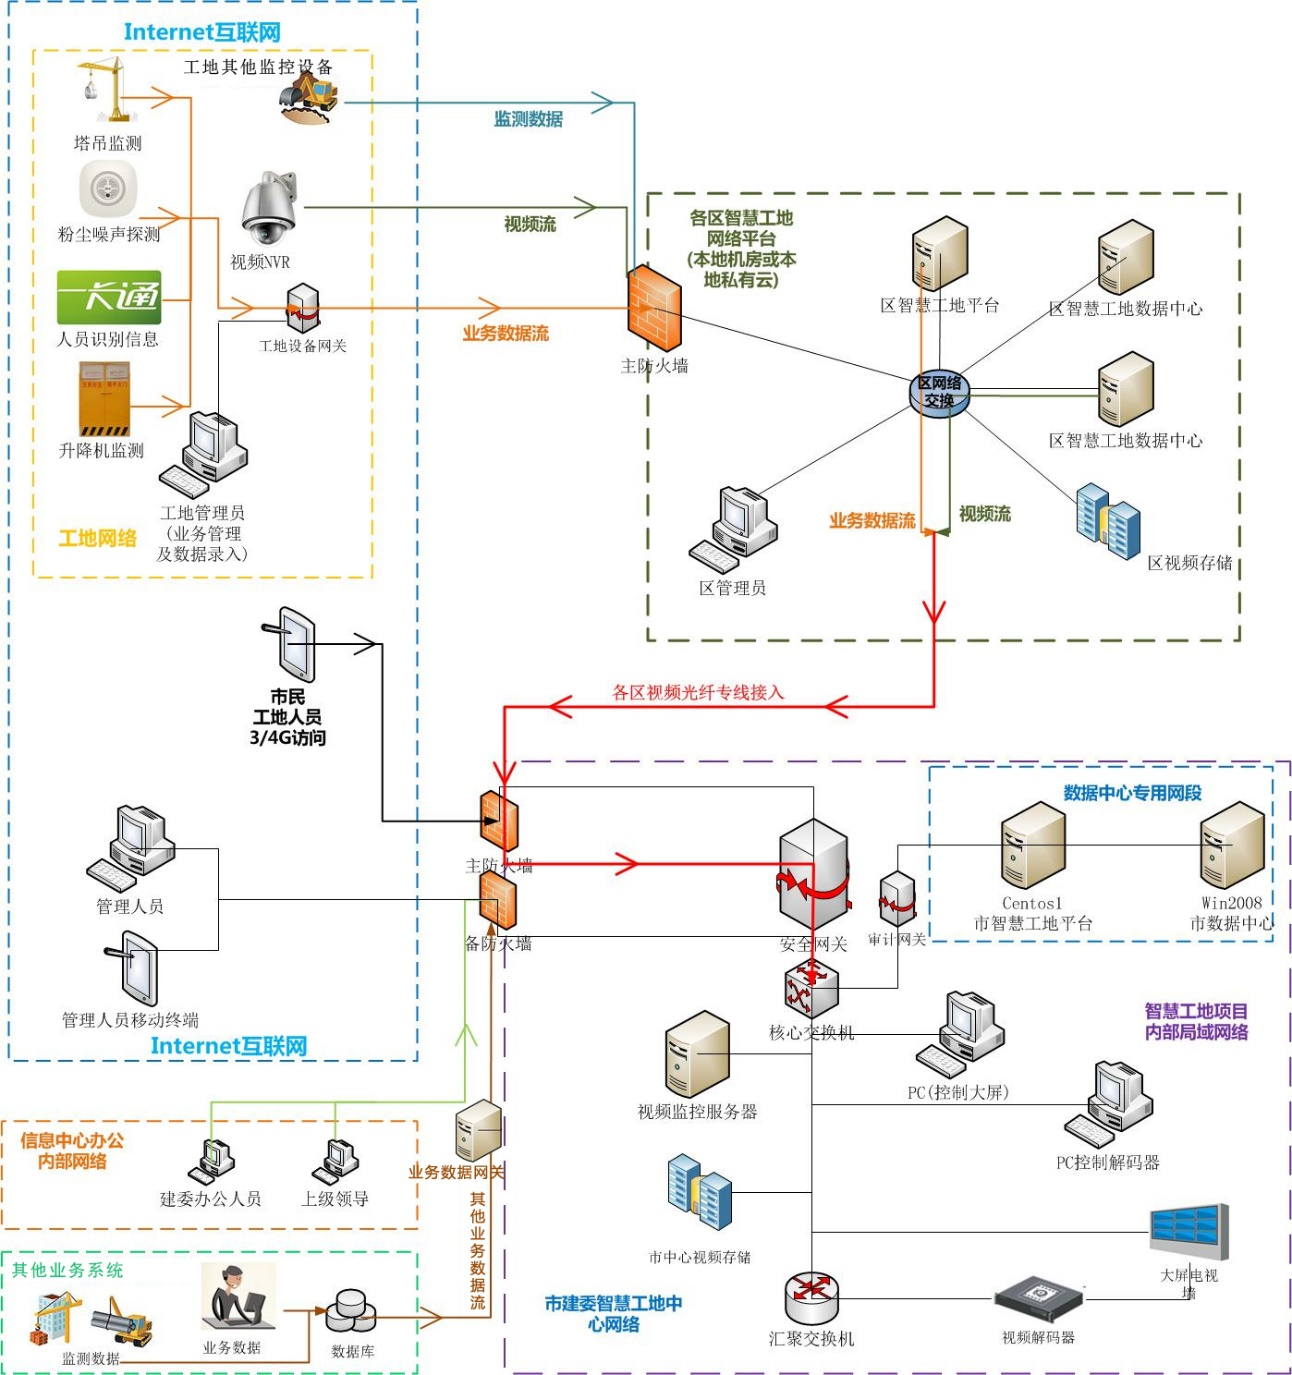 Internet互联网
工地其他监控设备
塔吊监测
监测数据
粉尘噪声探测
视频NVR
视频流
一卡通
人员识别信息
工地设备网关
业务数据流
主防火墙
升降机监测
工地管理员
(业务管理
及数据录入)
工地网络
各区智慧工地
网络平台
(本地机房或本
地私有云)
区智慧工地平台
区智慧工地数据中心
区网络
交换
区智慧工地数据中心
业务数据流
视频流
区管理员
区视频存储
市民
工地人员
3/4G访问
各区视频光纤专线接入
管理人员
管理人员移动终端
Internet互联网
主防火墙
备防火墙
安全网关
审计网关
数据中心专用网段
Centos1
市智慧工地平台
Win2008
市数据中心
核心交换机
智慧工地项目
内部局域网络
PC(控制大屏)
视频监控服务器
PC控制解码器
市中心视频存储
大屏电视
墙
市建委智慧工地中
心网络
汇聚交换机
视频解码器
信息中心办公
内部网络
建委办公人员
上级领导
业务数据网关
其他业务数据流
其他业务系统
监测数据
业务数据
数据库